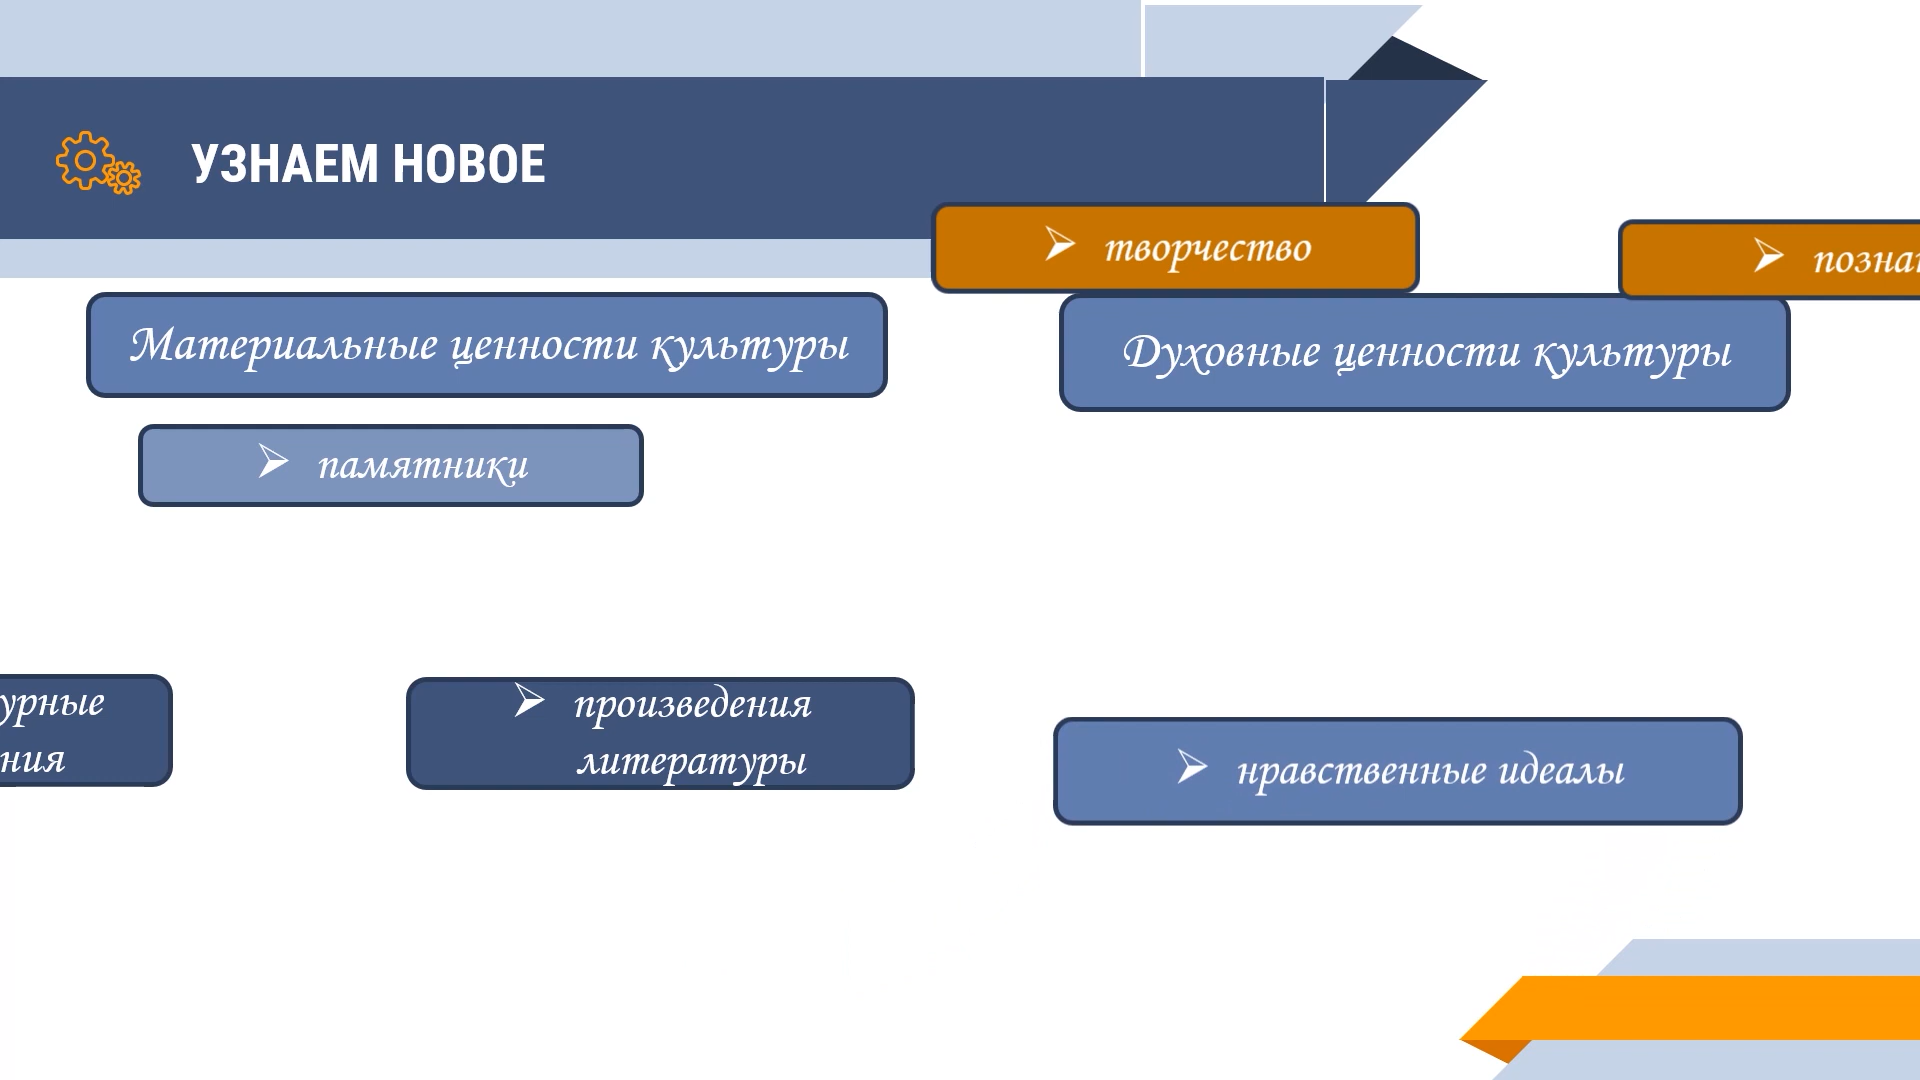 УЗНАЕМ НОВОЕ
творчество
Материальные ценности культуры
Духовные ценности культуры
памятники
произведения
литературы
нравственные идеалы